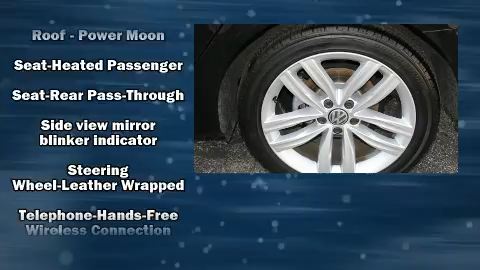 Roof - Power Moon
Seat-Heated Passenger
Seat-Rear Pass-Through
Side view mirror
blinker indicator
Steering
Wheel-Leather Wrapped
Telephone-Hands-Free
Wireless Connection